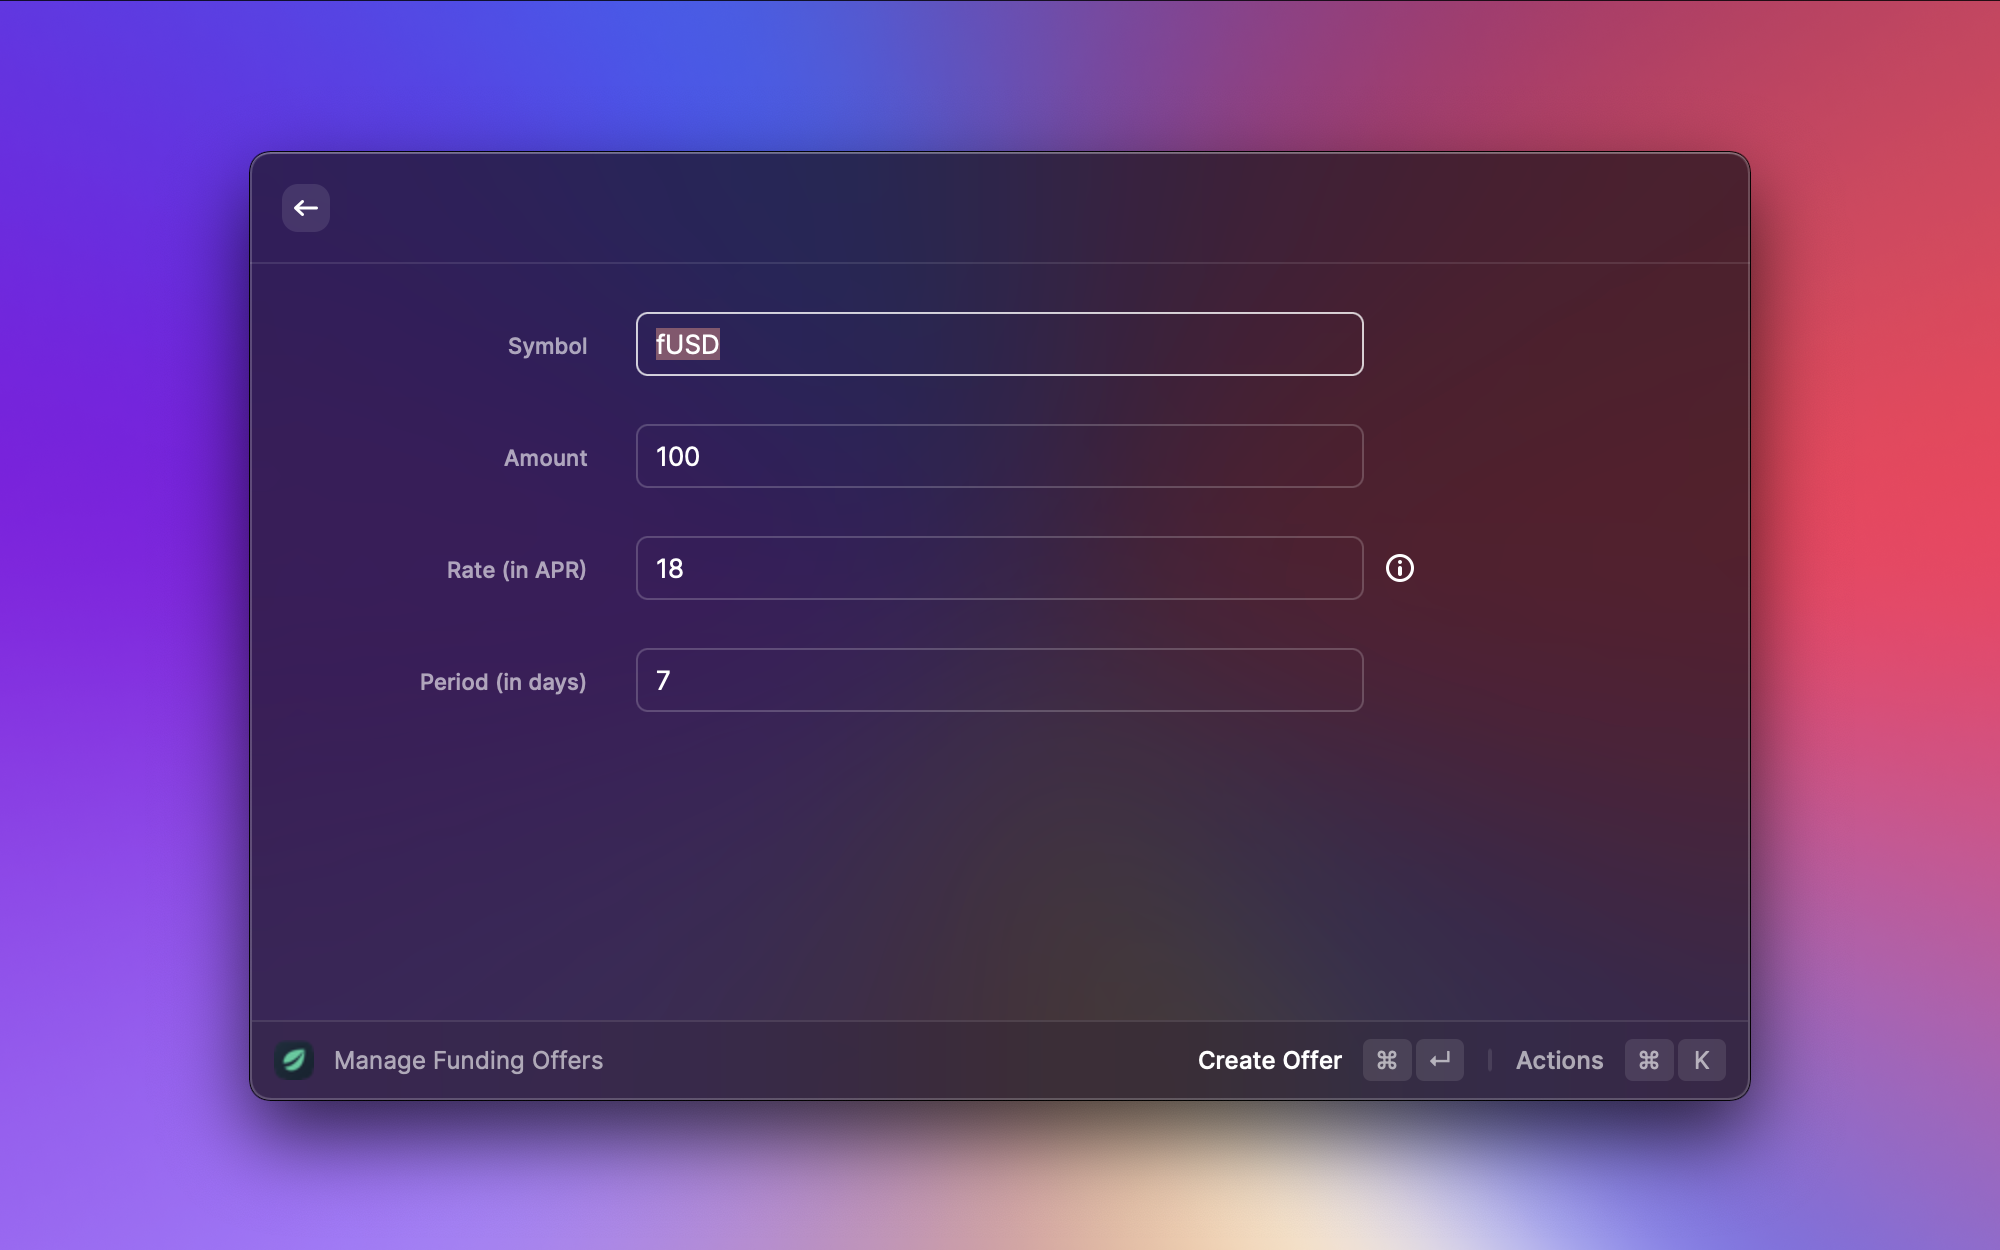 Symbol fUSD
Amount 100
Rate (in APR) 18
Period (in days) 7
Manage Funding Offers Create Offer ⌘ ↵ | Actions ⌘ K